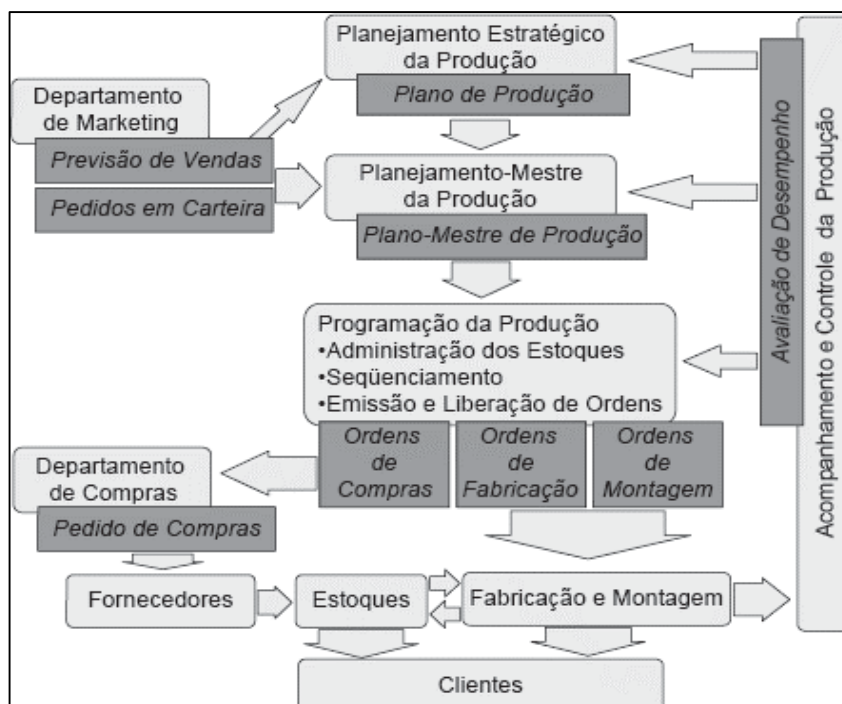 Planejamento Estratégico
da Produção
Plano de Produção
Departamento
de Marketing
Previsão de Vendas
Pedidos em Carteira
Planejamento-Mestre
da Produção
Plano-Mestre de Produção
Programação da Produção
•Administração dos Estoques
•Seqüenciamento
•Emissão e Liberação de Ordens
Ordens
de
Compras
Ordens
de
Fabricação
Ordens
de
Montagem
Departamento
de Compras
Pedido de Compras
Fornecedores
Estoques
Fabricação e Montagem
Clientes
Avaliação de Desempenho
Acompanhamento e Controle da Produção